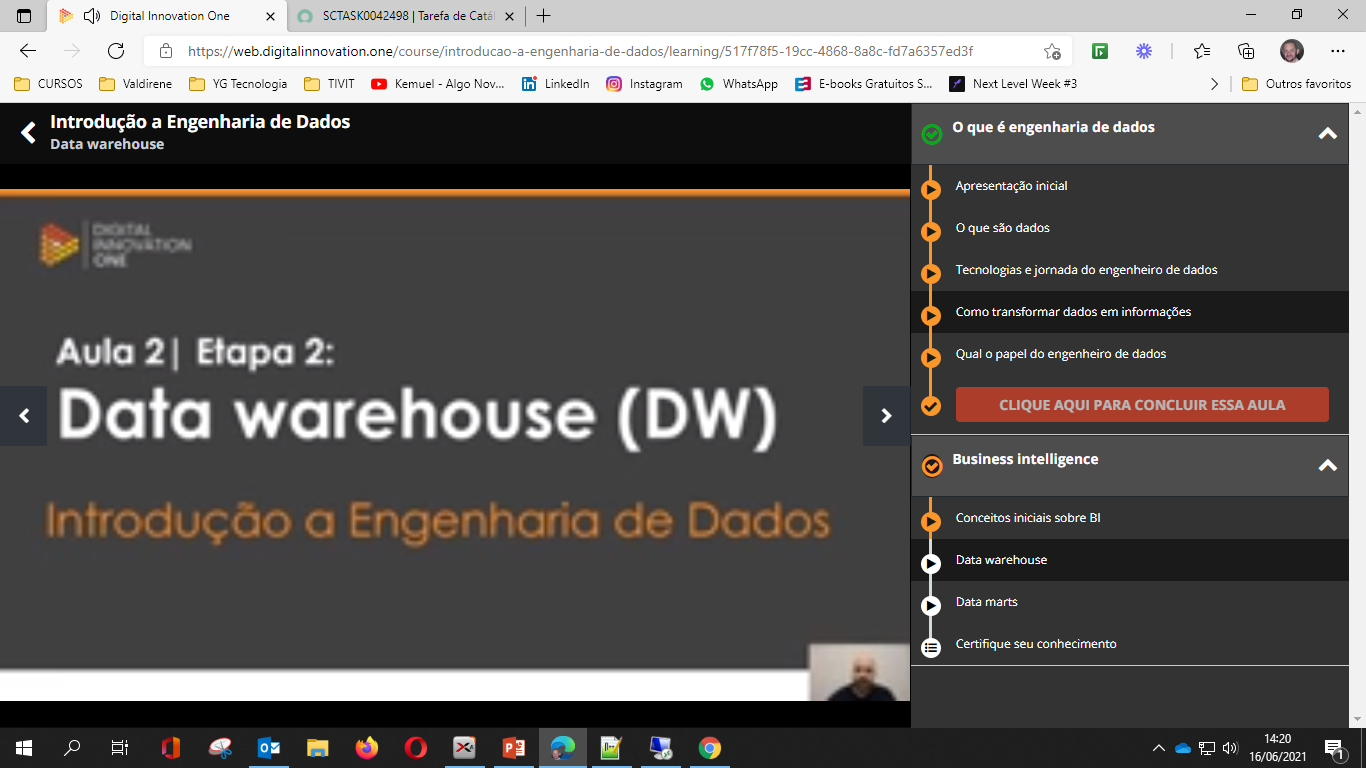 Digital Innovation One
SCTASK0042498 | Tarefa de Catál
https://web.digitalinnovation.one/course/introducao-a-engenharia-de-dados/learning/517f78f5-19cc-4868-8a8c-fd7a6357ed3f
CURSOS
Valdirene
YG Tecnologia
TIVIT
Kemuel - Algo Nov...
LinkedIn
Instagram
WhatsApp
E-books Gratuitos S...
Next Level Week #3
Outros favoritos
Introdução a Engenharia de Dados
Data warehouse
DIGITAL
INNOVATION
ONE
Aula 2| Etapa 2:
Data warehouse (DW)
Introdução a Engenharia de Dados
O que é engenharia de dados
Apresentação inicial
O que são dados
Tecnologias e jornada do engenheiro de dados
Como transformar dados em informações
Qual o papel do engenheiro de dados
CLIQUE AQUI PARA CONCLUIR ESSA AULA
Business intelligence
Conceitos iniciais sobre BI
Data warehouse
Data marts
Certifique seu conhecimento
14:20
16/06/2021
1